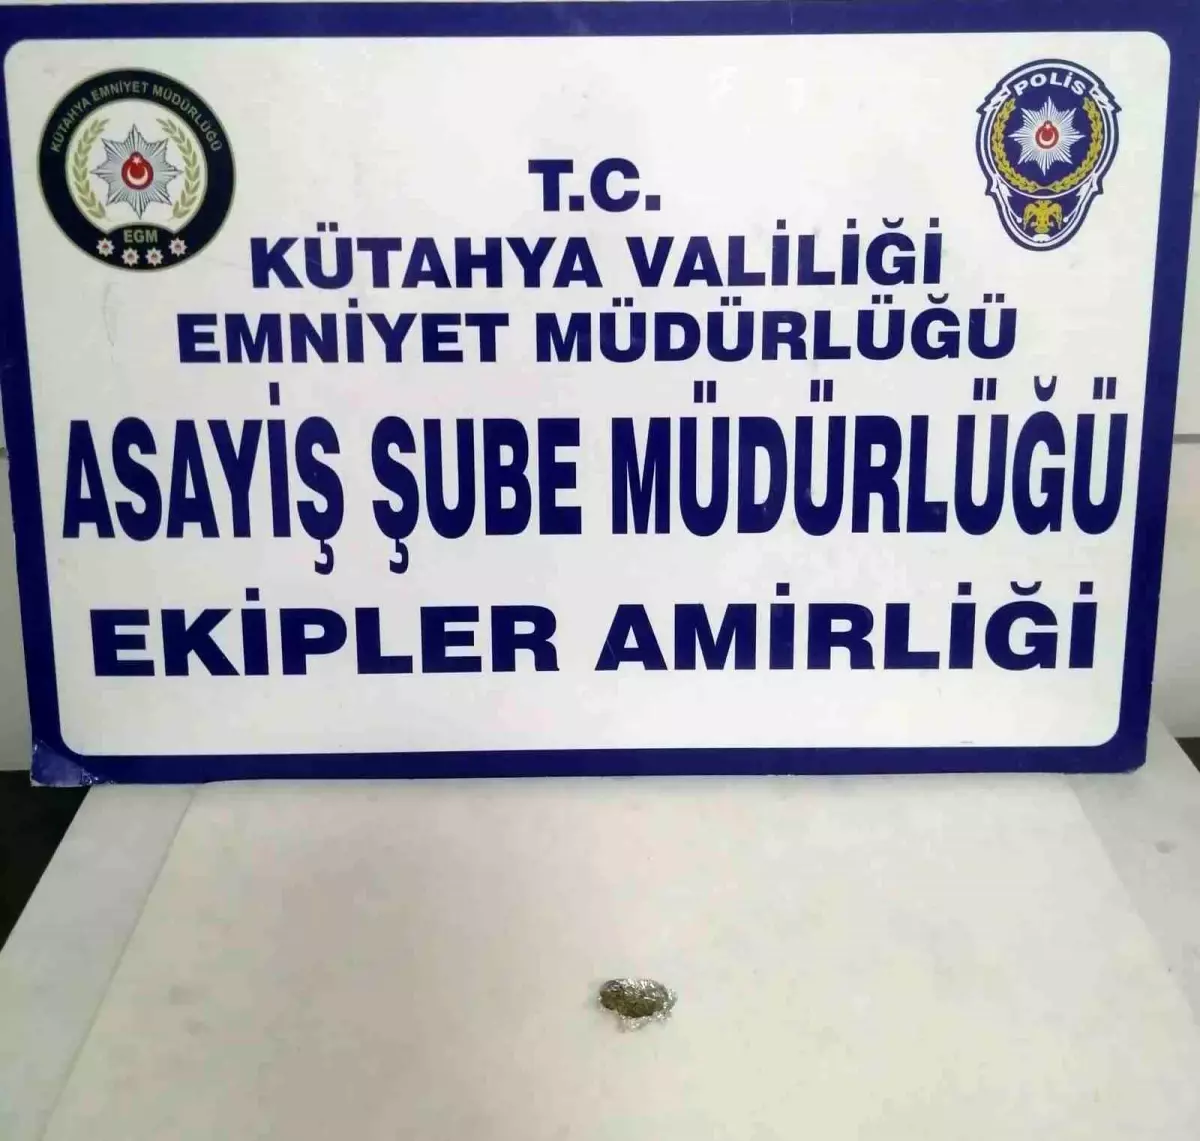 KÜTAHYA EMNİYET MÜDÜRLÜĞÜ
EGM
POLİS
T.C.
KÜTAHYA VALİLİĞİ
EMNİYET MÜDÜRLÜĞÜ
ASAYİŞ ŞUBE MÜDÜRLÜĞÜ
EKİPLER AMİRLİĞİ